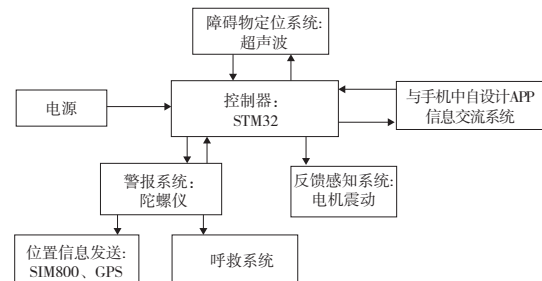 障碍物定位系统:
超声波
电源
控制器：
STM32
与手机中自设计APP
信息交流系统
警报系统：
陀螺仪
反馈感知系统:
电机震动
位置信息发送:
SIM800、GPS
呼救系统